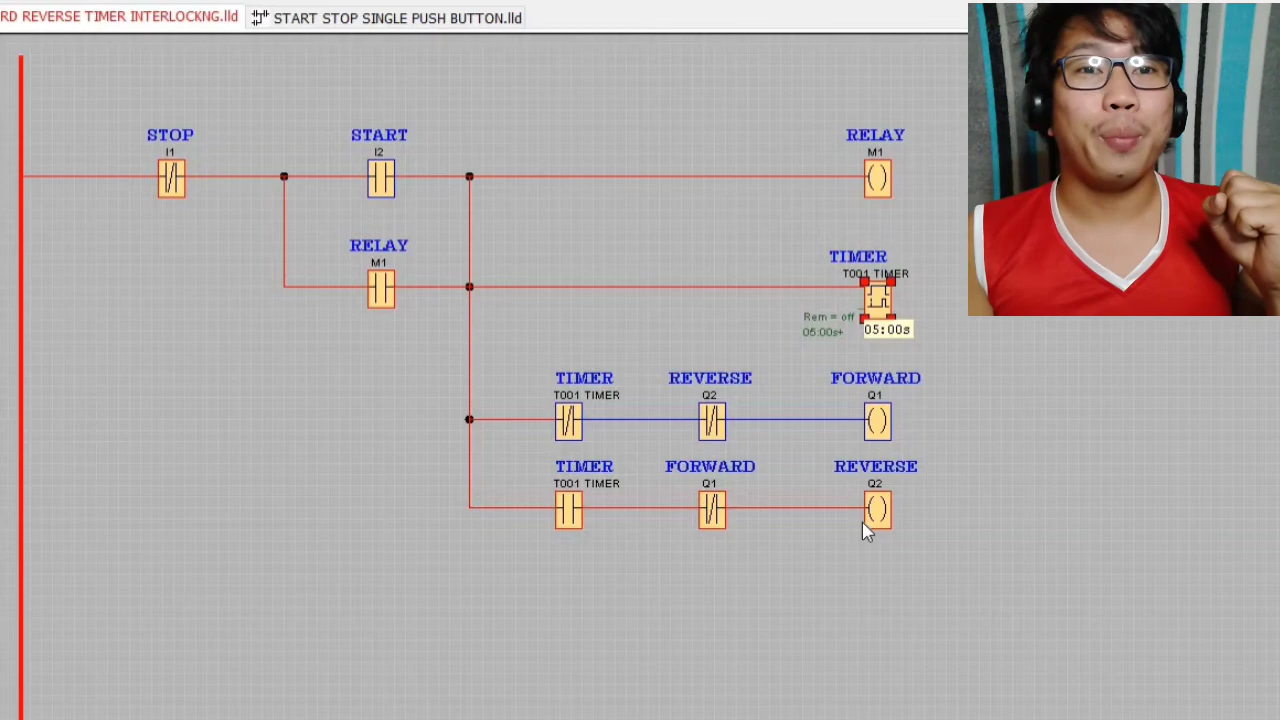 RD REVERSE TIMER INTERLOCKNG.lld
START STOP SINGLE PUSH BUTTON.lld
STOP
I1
START
I2
RELAY
M1
RELAY
M1
TIMER
T001 TIMER
Rem = off
05:00s+
05:00s
TIMER
T001 TIMER
REVERSE
Q2
FORWARD
Q1
TIMER
T001 TIMER
FORWARD
Q1
REVERSE
Q2